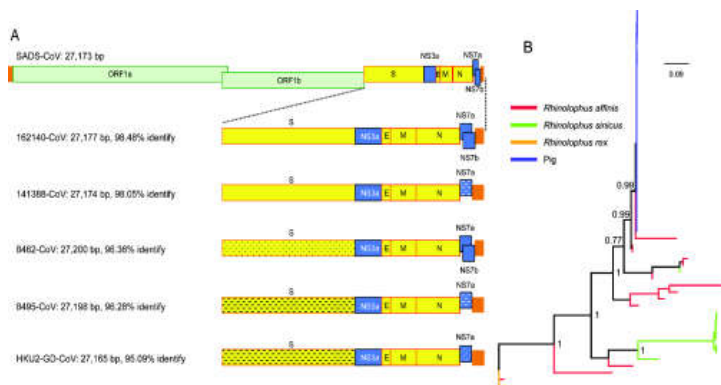 A
SADS-CoV: 27,173 bp
ORF1a
ORF1b
S
NS3a
E M N
NS7a
NS7b
162140-CoV: 27,177 bp, 98.48% identify
S
NS3a E M N
NS7a
NS7b
141388-CoV: 27,174 bp, 98.05% identify
S
NS3a E M N
NS7a
8462-CoV: 27,200 bp, 96.36% identify
S
NS3a E M N
NS7a
NS7b
8495-CoV: 27,198 bp, 96.28% identify
S
NS3a E M N
NS7a
HKU2-GD-CoV: 27,165 bp, 95.09% identify
S
NS3a E M N
NS7a
B
0.09
Rhinolophus affinis
Rhinolophus sinicus
Rhinolophus rex
Pig
0.99
0.99
0.77
1
1
1